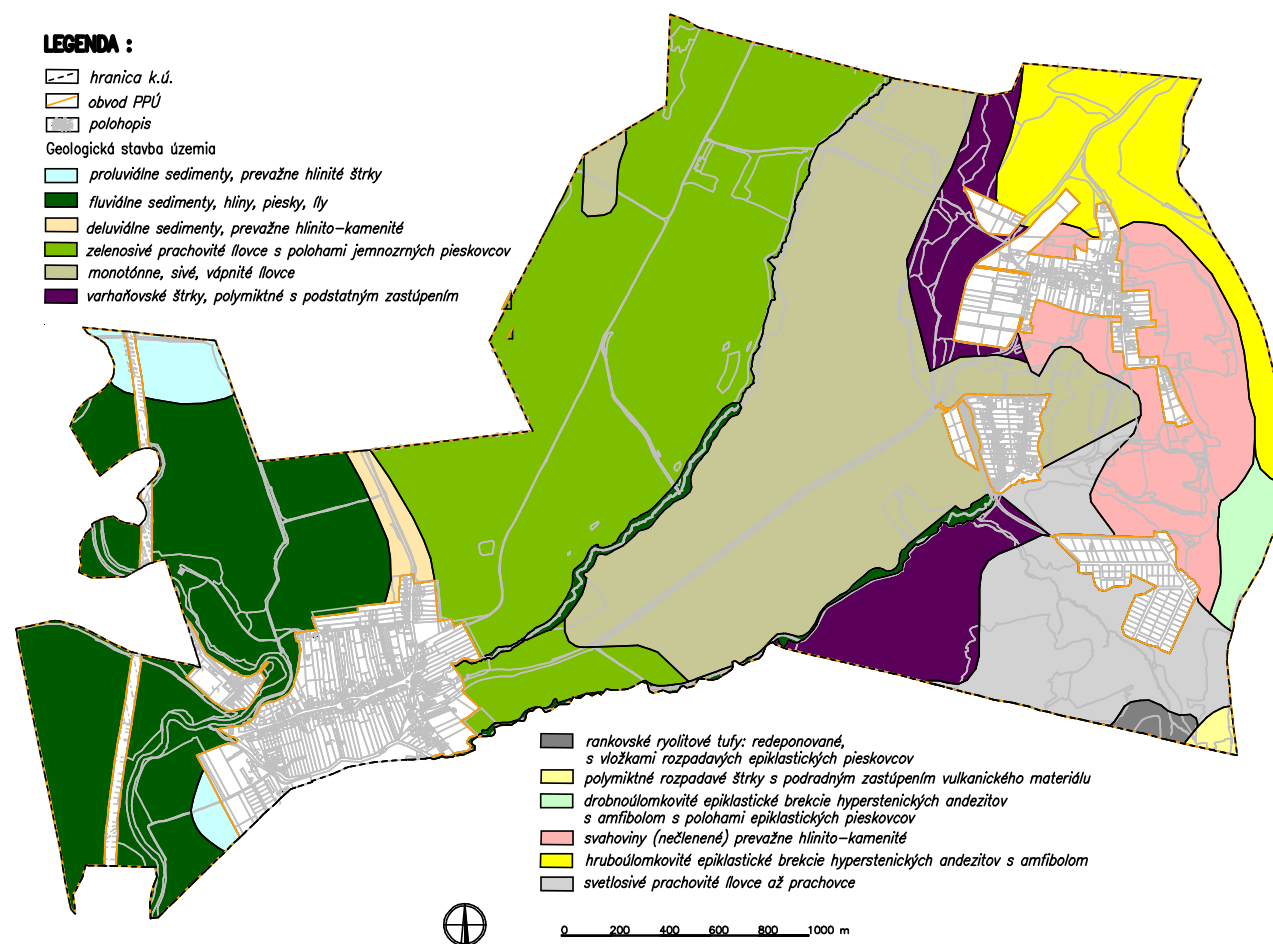 LEGENDA :
hranica k.ú.
obvod PPÚ
polohopis
Geologická stavba územia
proluviálne sedimenty, prevažne hlinité štrky
fluviálne sedimenty, hliny, piesky, íly
deluviálne sedimenty, prevažne hlinito-kamenité
zelenosivé prachovité ílovce s polohami jemnozrných pieskovcov
monotónne, sivé, vápnité ílovce
varhaňovské štrky, polymiktné s podstatným zastúpením
rankovské ryolitové tufy: redeponované,
s vložkami rozpadavých epiklastických pieskovcov
polymiktné rozpadavé štrky s podradným zastúpením vulkanického materiálu
drobnoúlomkovité epiklastické brekcie hyperstenických andezitov
s amfibolom s polohami epiklastických pieskovcov
svahoviny (nečlenené) prevažne hlinito-kamenité
hruboúlomkovité epiklastické brekcie hyperstenických andezitov s amfibolom
svetlosivé prachovité ílovce až prachovce
0 200 400 600 800 1000 m